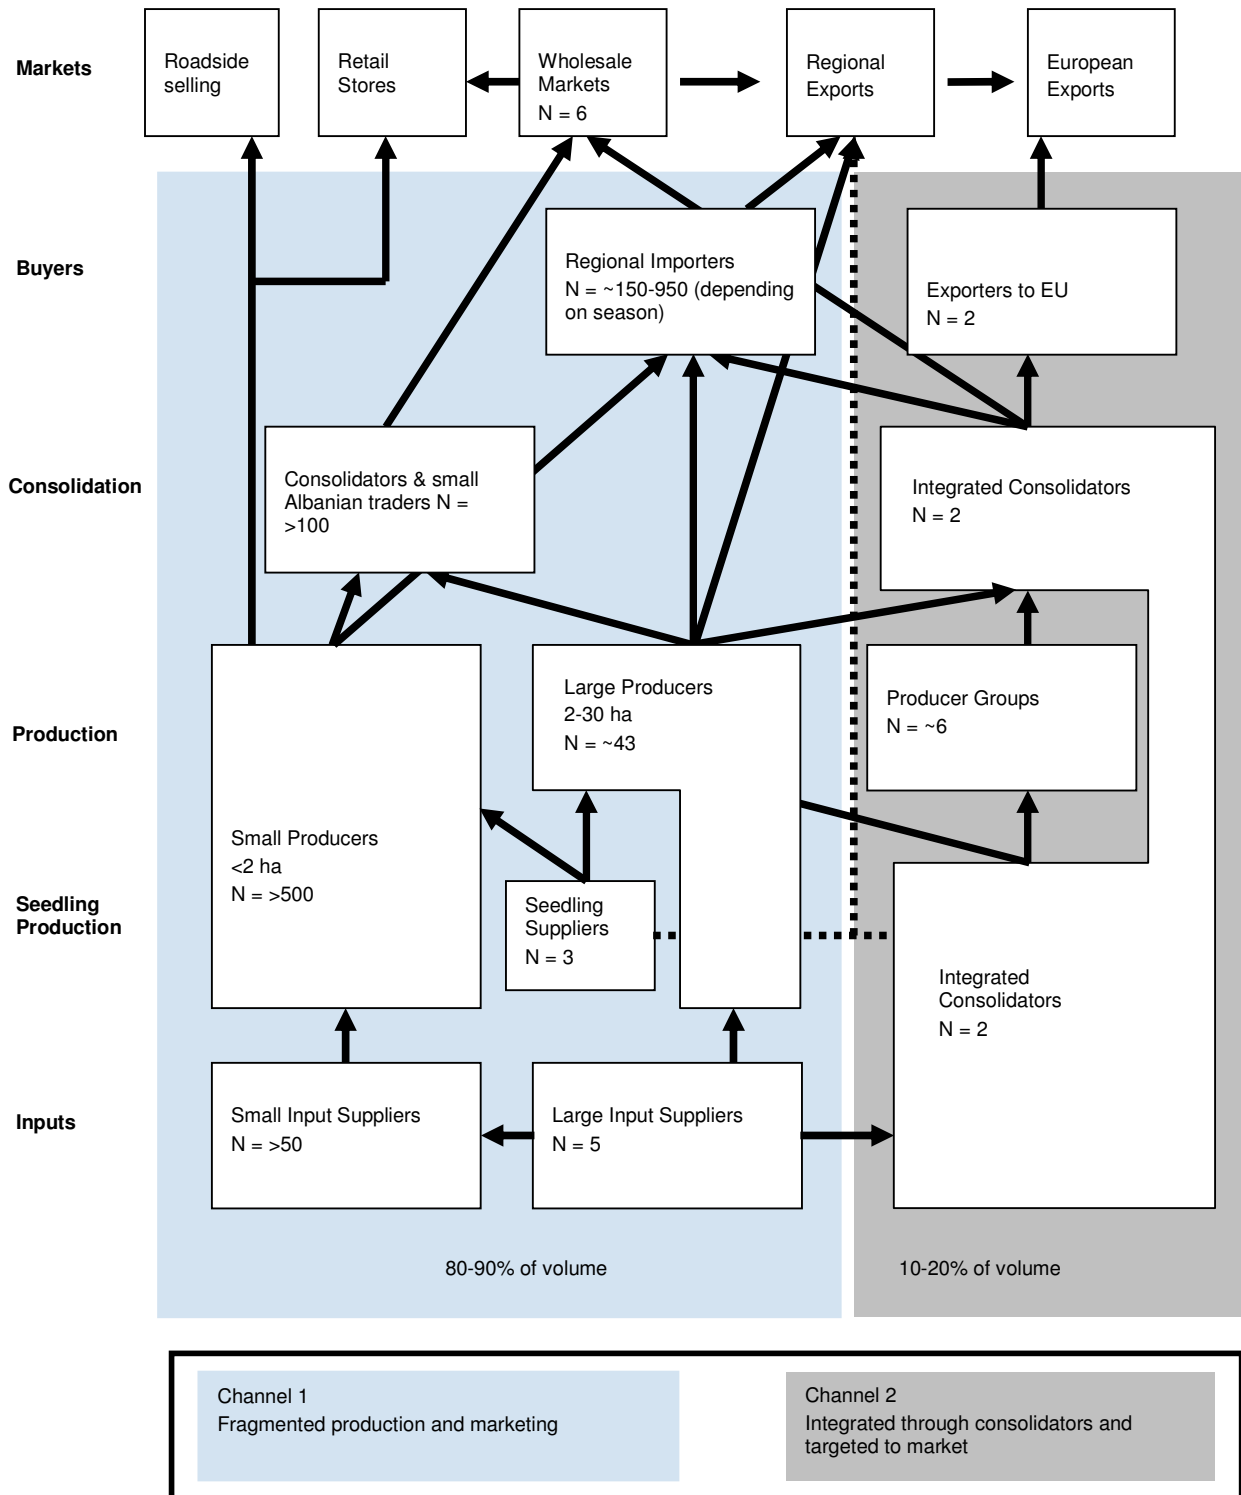 Markets
Roadside
selling
Retail
Stores
Wholesale
Markets
N = 6
Regional
Exports
European
Exports
Buyers
Regional Importers
N = ~150-950 (depending
on season)
Exporters to EU
N = 2
Consolidation
Consolidators & small
Albanian traders N =
>100
Integrated Consolidators
N = 2
Production
Large Producers
2-30 ha
N = ~43
Producer Groups
N = ~6
Small Producers
<2 ha
N = >500
Seedling
Production
Seedling
Suppliers
N = 3
Integrated
Consolidators
N = 2
Inputs
Small Input Suppliers
N = >50
Large Input Suppliers
N = 5
80-90% of volume
10-20% of volume
Channel 1
Fragmented production and marketing
Channel 2
Integrated through consolidators and
targeted to market